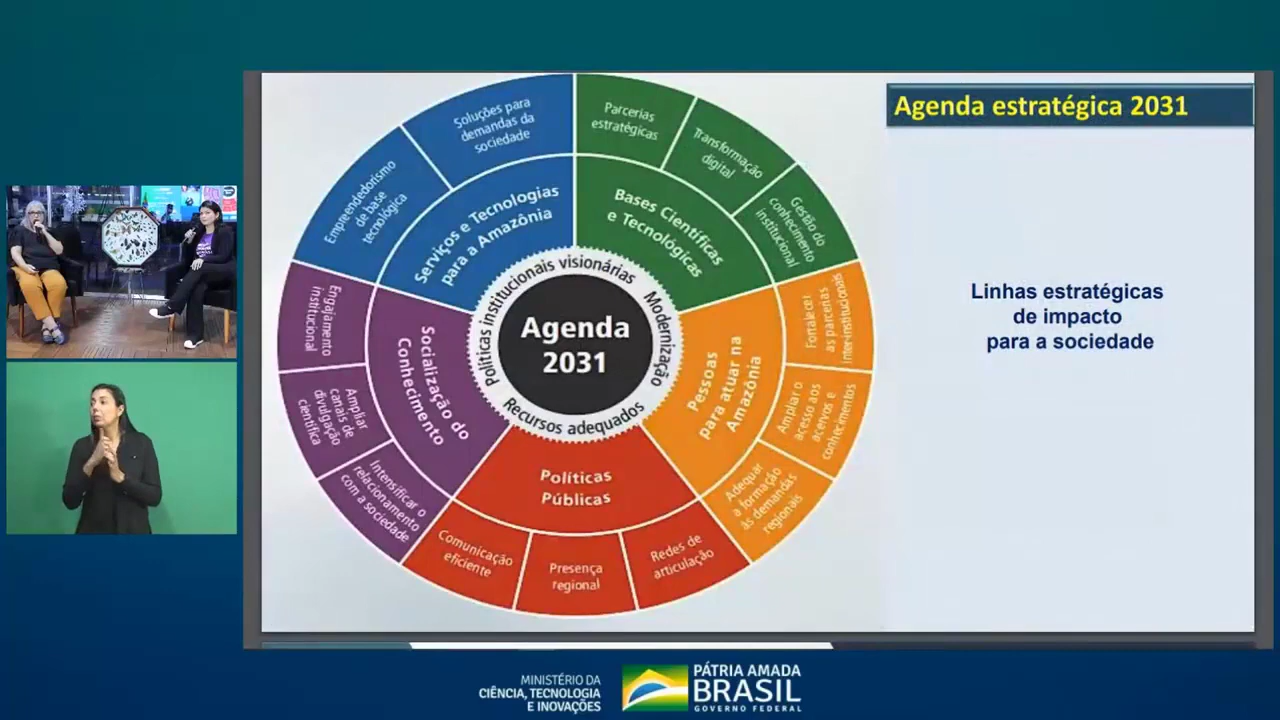 Agenda estratégica 2031
Linhas estratégicas
de impacto
para a sociedade
Agenda
2031
Políticas institucionais visionárias
Modernização
Recursos adequados
Bases Científicas
e Tecnológicas
Parcerias
estratégicas
Transformação
digital
Gestão do
conhecimento
institucional
Pessoas
para atuar na
Amazônia
Fortalecer
as parcerias
inter-institucionais
Ampliar o
acesso aos
acervos e
conhecimentos
Adequar
a formação
às demandas
regionais
Políticas
Públicas
Redes de
articulação
Presença
regional
Comunicação
eficiente
Socialização do
Conhecimento
Intensificar o
relacionamento
com a sociedade
Ampliar
canais de
divulgação
científica
Engajamento
institucional
Serviços e Tecnologias
para a Amazônia
Empreendedorismo
de base
tecnológica
Soluções para
demandas da
sociedade
MINISTÉRIO DA
CIÊNCIA, TECNOLOGIA
E INOVAÇÕES
PÁTRIA AMADA
BRASIL
GOVERNO FEDERAL